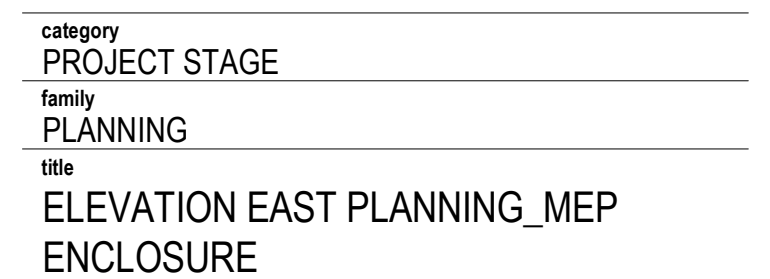 category
PROJECT STAGE
family
PLANNING
title
ELEVATION EAST PLANNING_MEP
ENCLOSURE